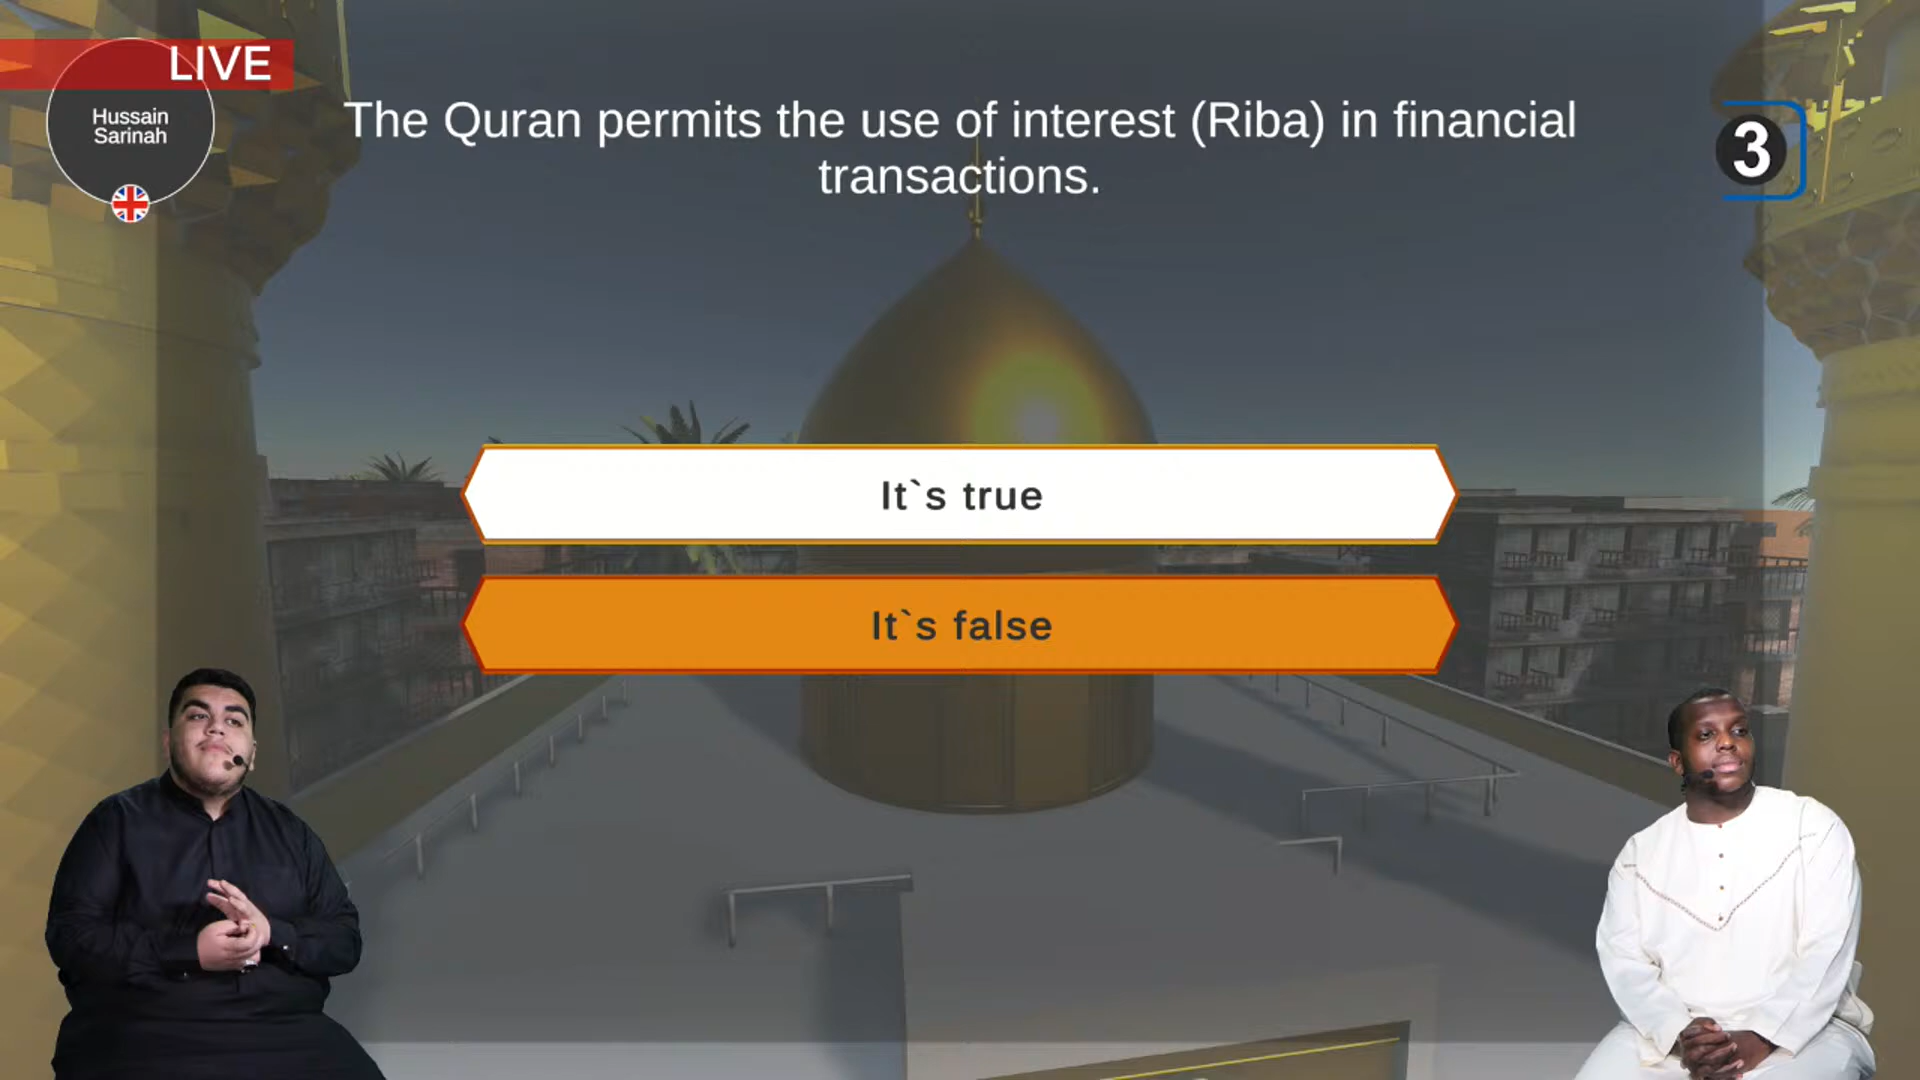 LIVE
Hussain
Sarinah
The Quran permits the use of interest (Riba) in financial
transactions.
3
It`s true
It`s false